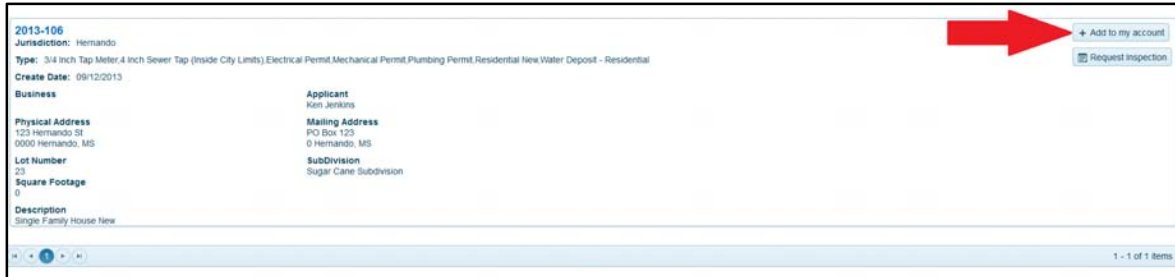 2013-106
+ Add to my account
Jurisdiction: Hernando
Request Inspection
Type: 3/4 Inch Tap Meter,4 Inch Sewer Tap (Inside City Limits),Electrical Permit,Mechanical Permit,Plumbing Permit,Residential New,Water Deposit - Residential
Create Date: 09/12/2013
Business
Applicant
Ken Jenkins
Physical Address
123 Hernando St
0000 Hernando, MS
Mailing Address
PO Box 123
0 Hernando, MS
Lot Number
23
SubDivision
Sugar Cane Subdivision
Square Footage
0
Description
Single Family House New
1
1 - 1 of 1 items